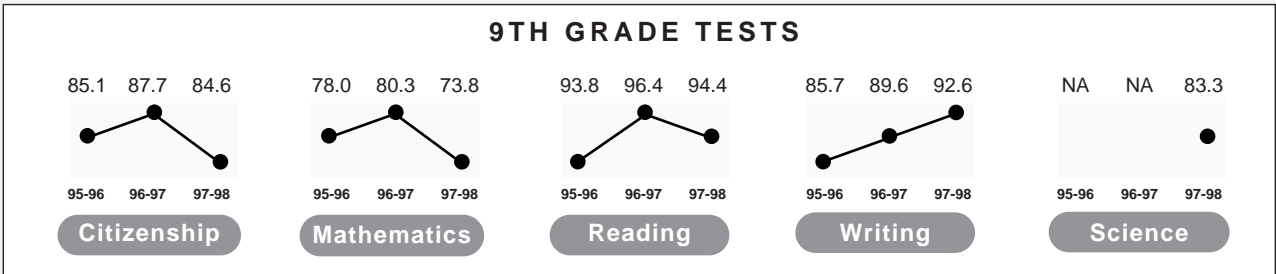 9TH GRADE TESTS
85.1 87.7 84.6
95-96 96-97 97-98
Citizenship
78.0 80.3 73.8
95-96 96-97 97-98
Mathematics
93.8 96.4 94.4
95-96 96-97 97-98
Reading
85.7 89.6 92.6
95-96 96-97 97-98
Writing
NA NA 83.3
95-96 96-97 97-98
Science